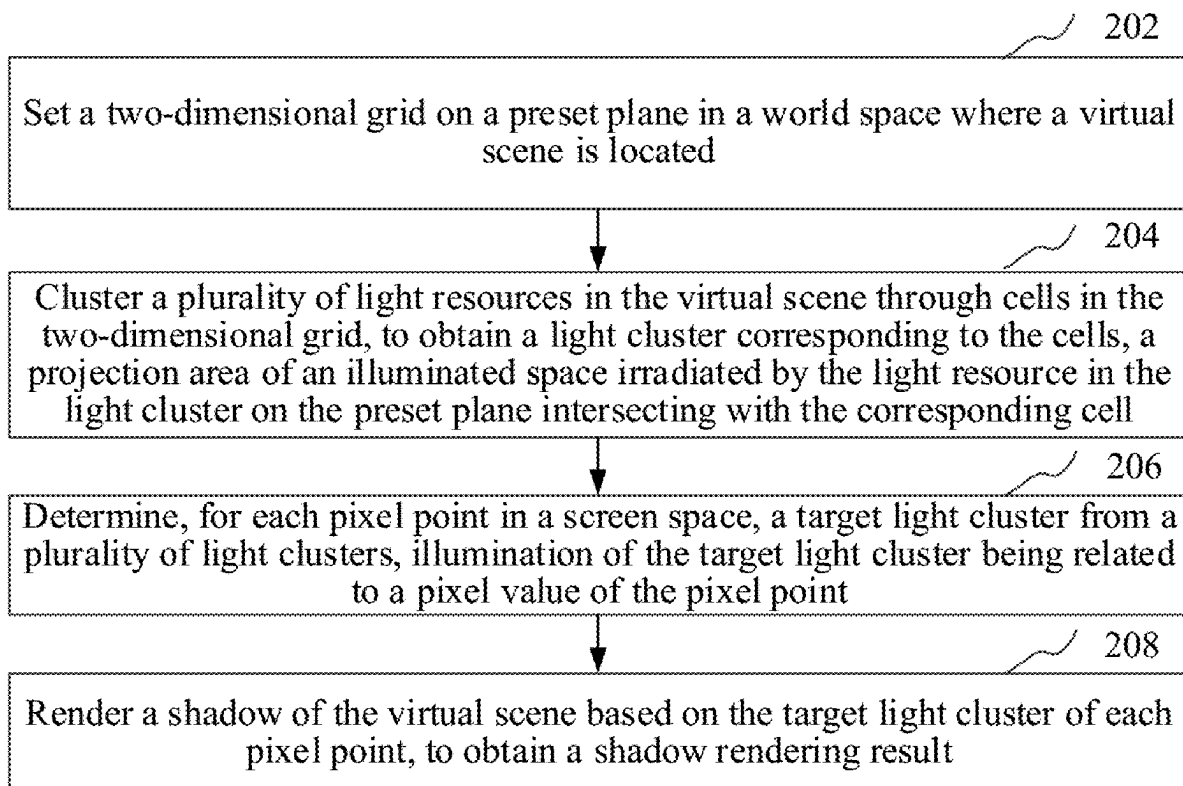 202
Set a two-dimensional grid on a preset plane in a world space where a virtual
scene is located
204
Cluster a plurality of light resources in the virtual scene through cells in the
two-dimensional grid, to obtain a light cluster corresponding to the cells, a
projection area of an illuminated space irradiated by the light resource in the
light cluster on the preset plane intersecting with the corresponding cell
206
Determine, for each pixel point in a screen space, a target light cluster from a
plurality of light clusters, illumination of the target light cluster being related
to a pixel value of the pixel point
208
Render a shadow of the virtual scene based on the target light cluster of each
pixel point, to obtain a shadow rendering result